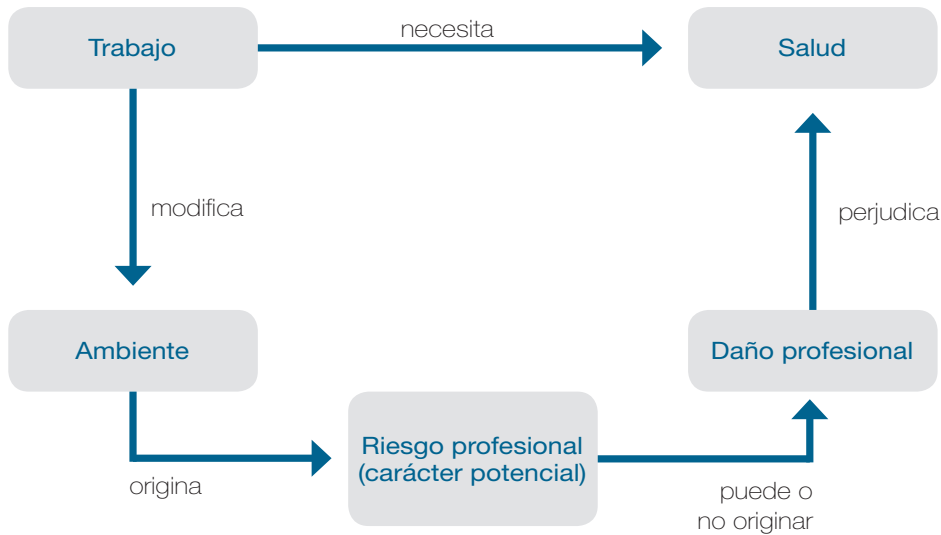 Trabajo
necesita
Salud
modifica
perjudica
Ambiente
Daño profesional
Riesgo profesional
(carácter potencial)
origina
puede o
no originar